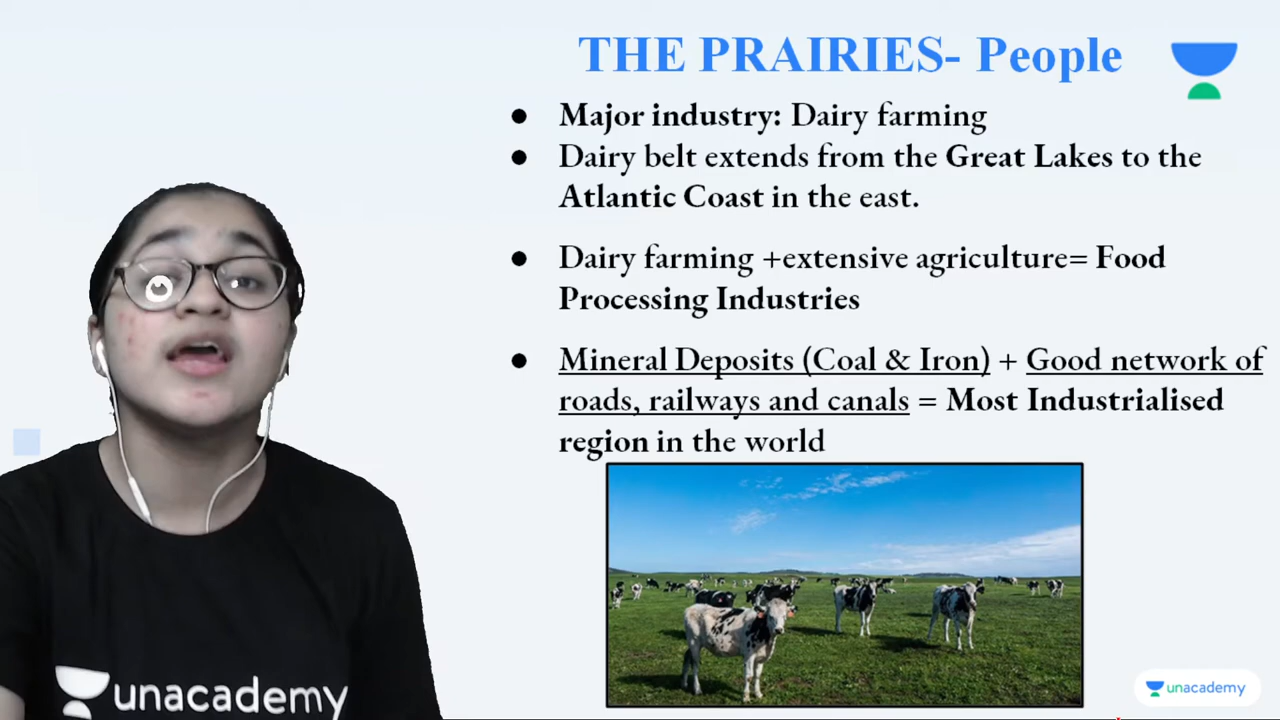 THE PRAIRIES- People
● Major industry: Dairy farming
● Dairy belt extends from the Great Lakes to the
Atlantic Coast in the east.
● Dairy farming +extensive agriculture= Food
Processing Industries
● Mineral Deposits (Coal & Iron) + Good network of
roads, railways and canals = Most Industrialised
region in the world
unacademy
unacademy